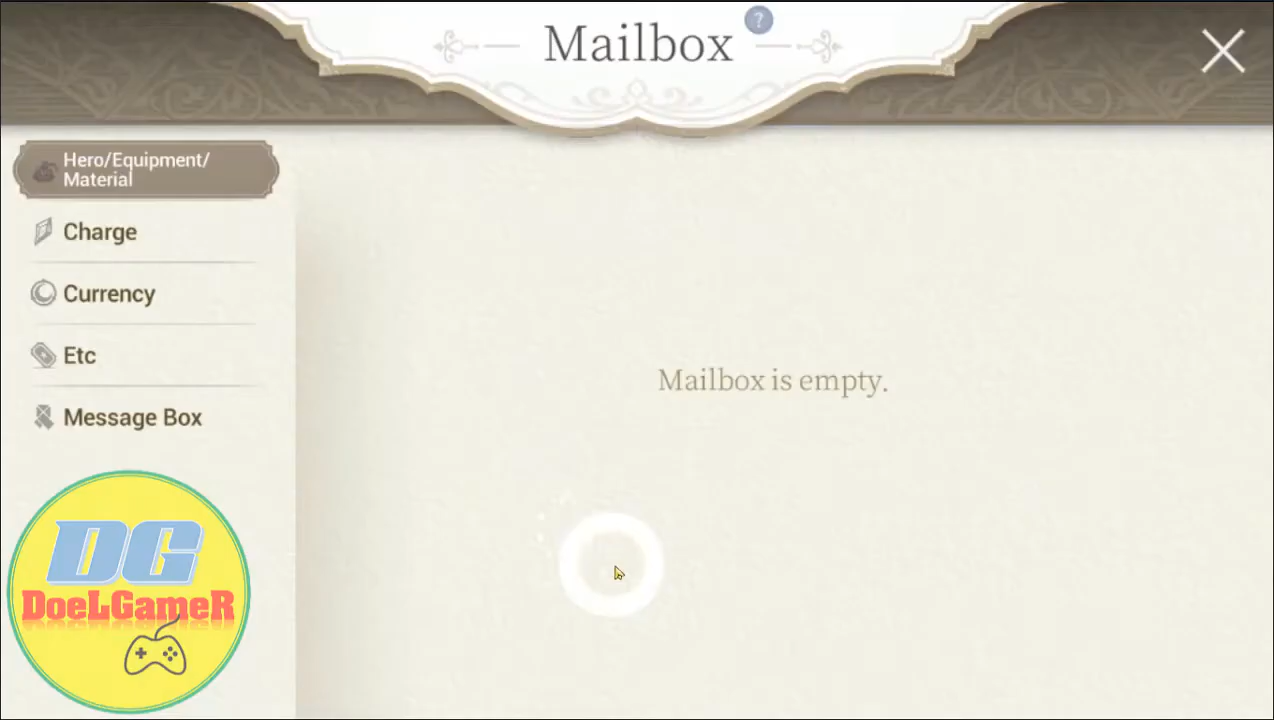 Mailbox
?
Hero/Equipment/
Material
Charge
Currency
Etc
Message Box
Mailbox is empty.
DG
DoeLGameR